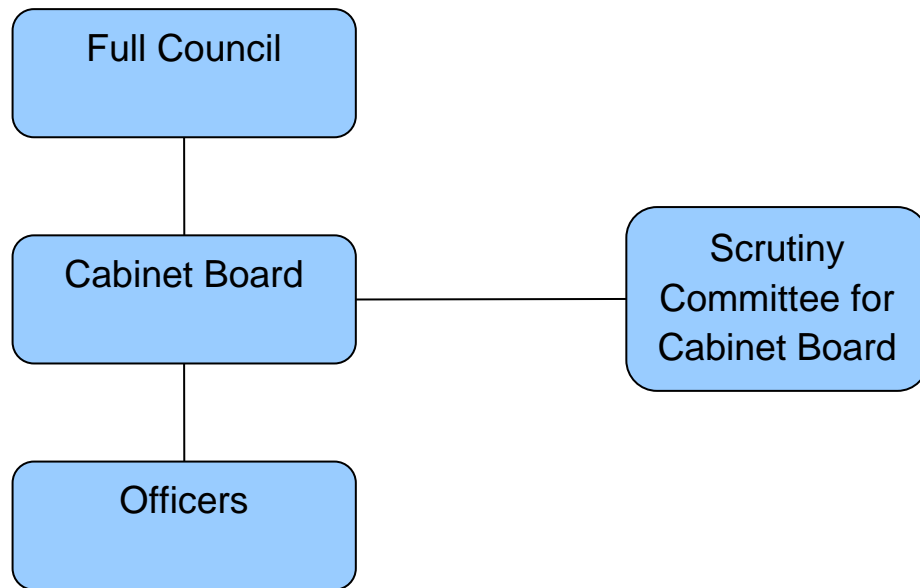 Full Council
Cabinet Board
Scrutiny
Committee for
Cabinet Board
Officers